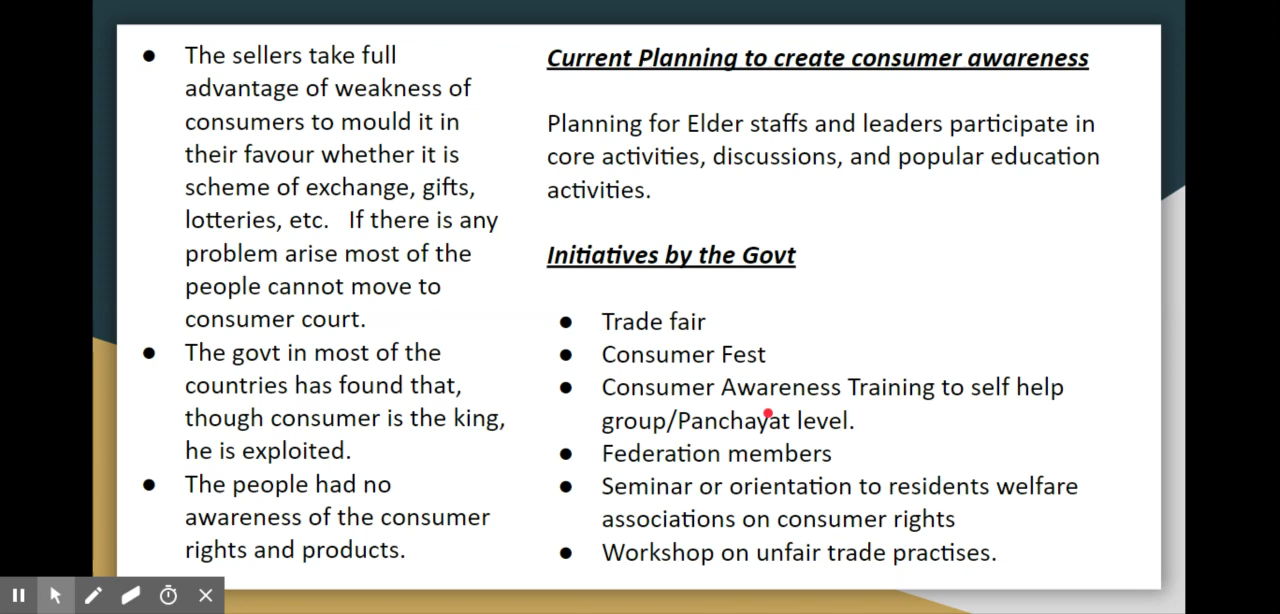 ● The sellers take full
advantage of weakness of
consumers to mould it in
their favour whether it is
scheme of exchange, gifts,
lotteries, etc.   If there is any
problem arise most of the
people cannot move to
consumer court.
● The govt in most of the
countries has found that,
though consumer is the king,
he is exploited.
● The people had no
awareness of the consumer
rights and products.
Current Planning to create consumer awareness
Planning for Elder staffs and leaders participate in
core activities, discussions, and popular education
activities.
Initiatives by the Govt
● Trade fair
● Consumer Fest
● Consumer Awareness Training to self help
group/Panchayat level.
● Federation members
● Seminar or orientation to residents welfare
associations on consumer rights
● Workshop on unfair trade practises.